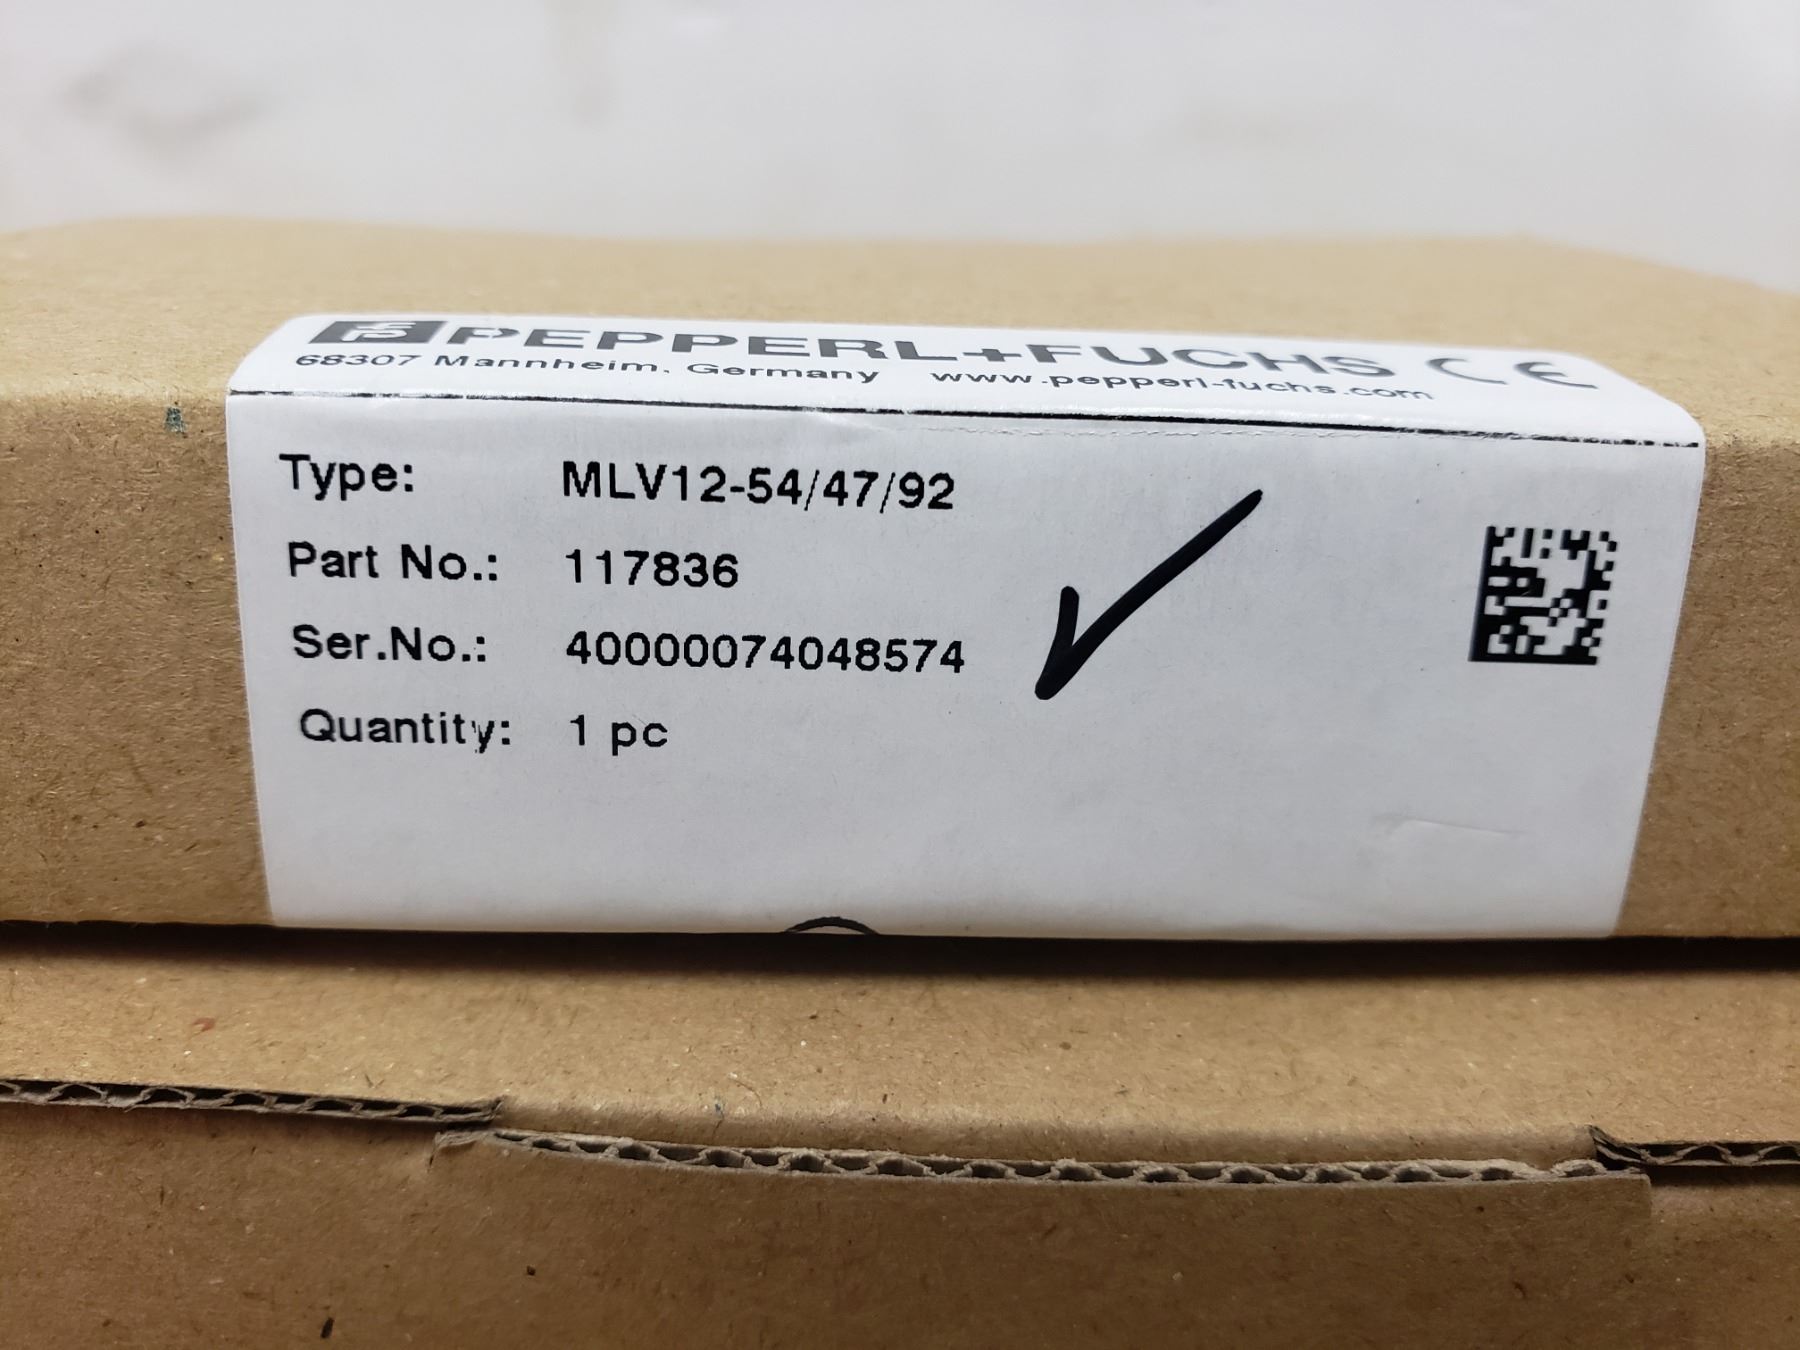 PEPPERL+FUCHS CE
68307 Mannheim, Germany www.pepperl-fuchs.com
Type: MLV12-54/47/92
Part No.: 117836
Ser.No.: 40000074048574
Quantity: 1 pc